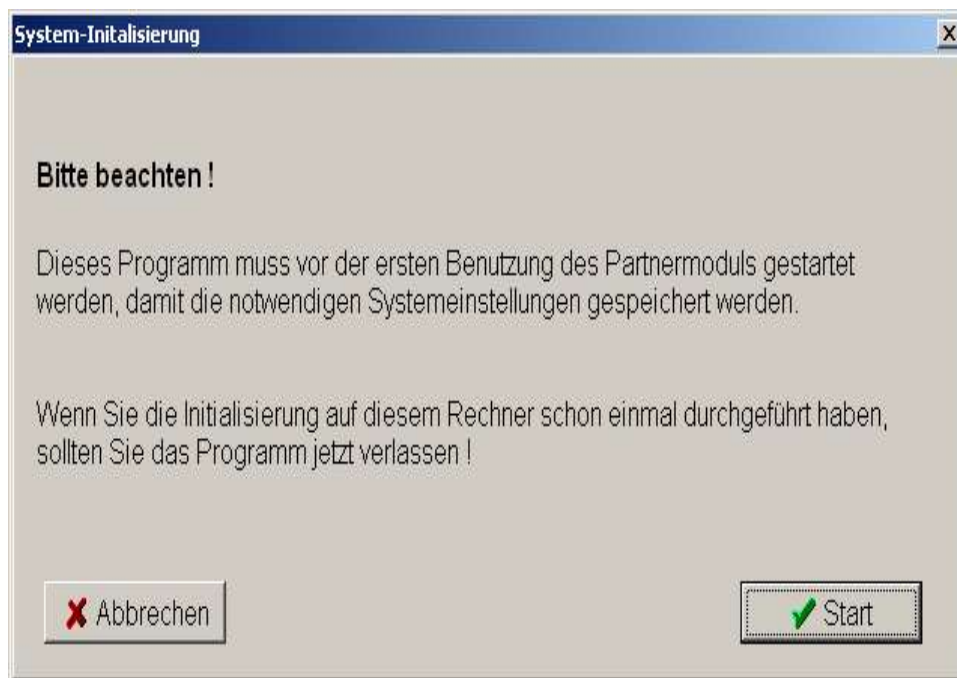 System-Initalisierung
X
Bitte beachten !
Dieses Programm muss vor der ersten Benutzung des Partnermoduls gestartet
werden, damit die notwendigen Systemeinstellungen gespeichert werden.
Wenn Sie die Initialisierung auf diesem Rechner schon einmal durchgeführt haben,
sollten Sie das Programm jetzt verlassen !
Abbrechen
Start